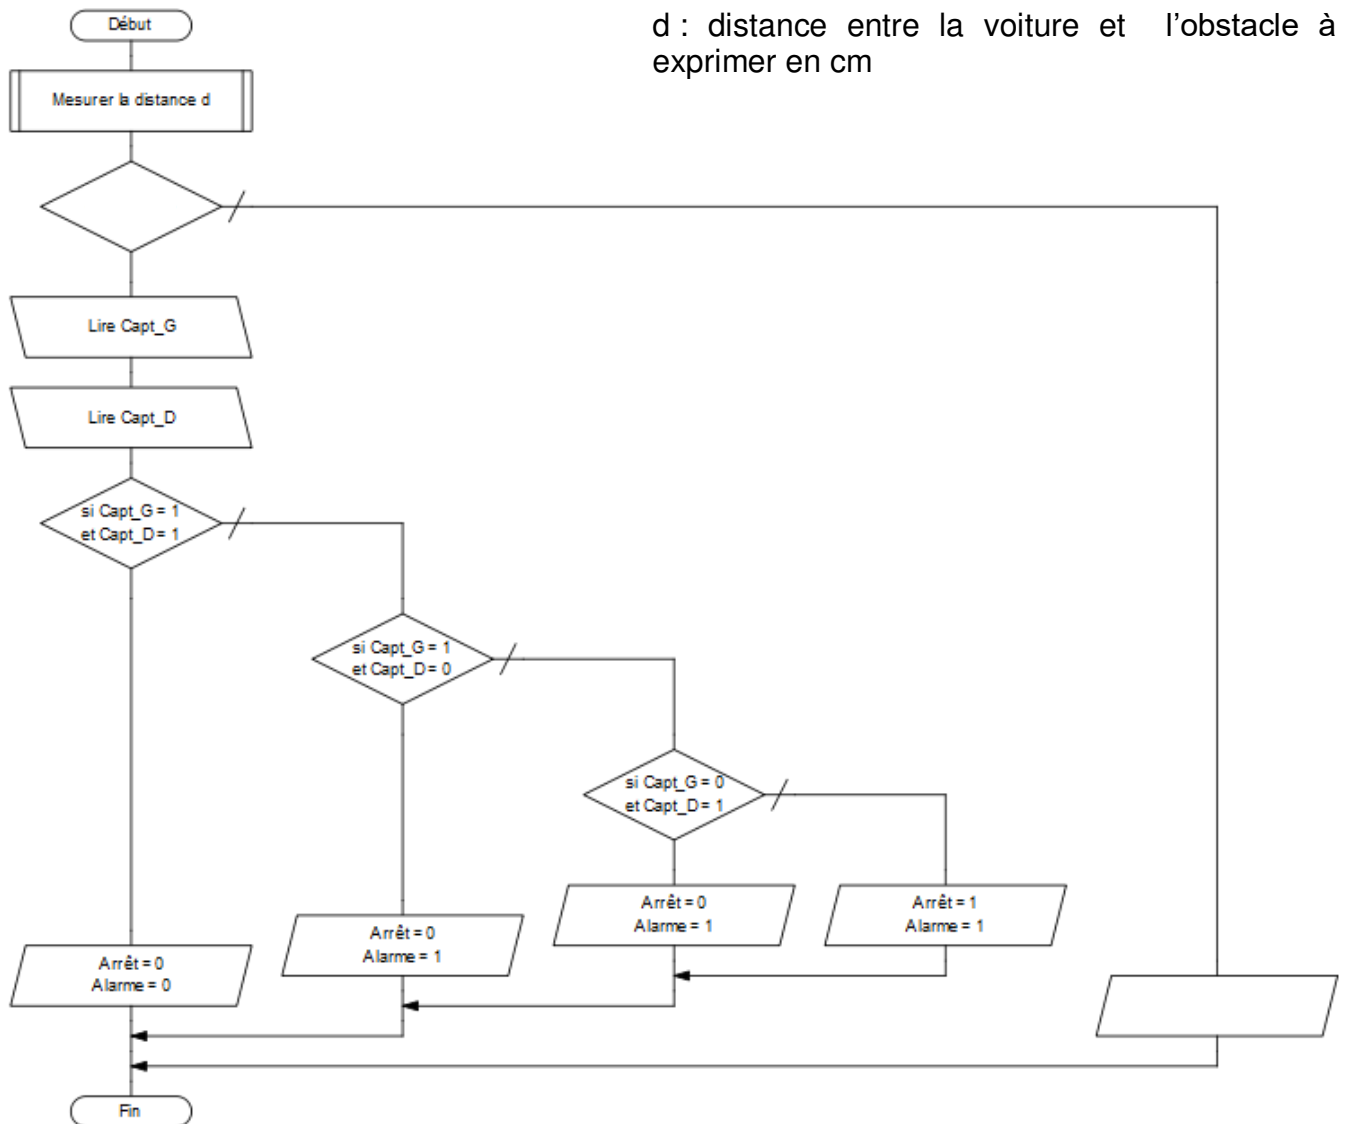 Début
d : distance entre la voiture et l'obstacle à
exprimer en cm
Mesurer la distance d
Lire Capt_G
Lire Capt_D
si Capt_G = 1
et Capt_D = 1
si Capt_G = 1
et Capt_D = 0
si Capt_G = 0
et Capt_D = 1
Arrêt = 0
Alarme = 1
Arrêt = 1
Alarme = 1
Arrêt = 0
Alarme = 1
Arrêt = 0
Alarme = 0
Fin